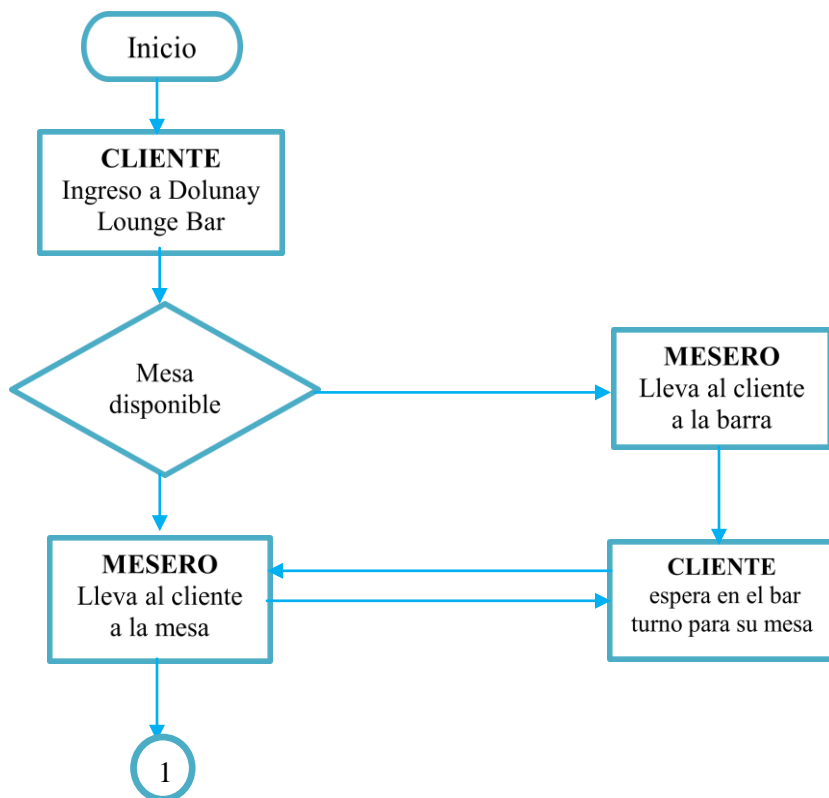 Inicio
CLIENTE
Ingreso a Dolunay
Lounge Bar
Mesa
disponible
MESERO
Lleva al cliente
a la barra
MESERO
Lleva al cliente
a la mesa
CLIENTE
espera en el bar
turno para su mesa
1